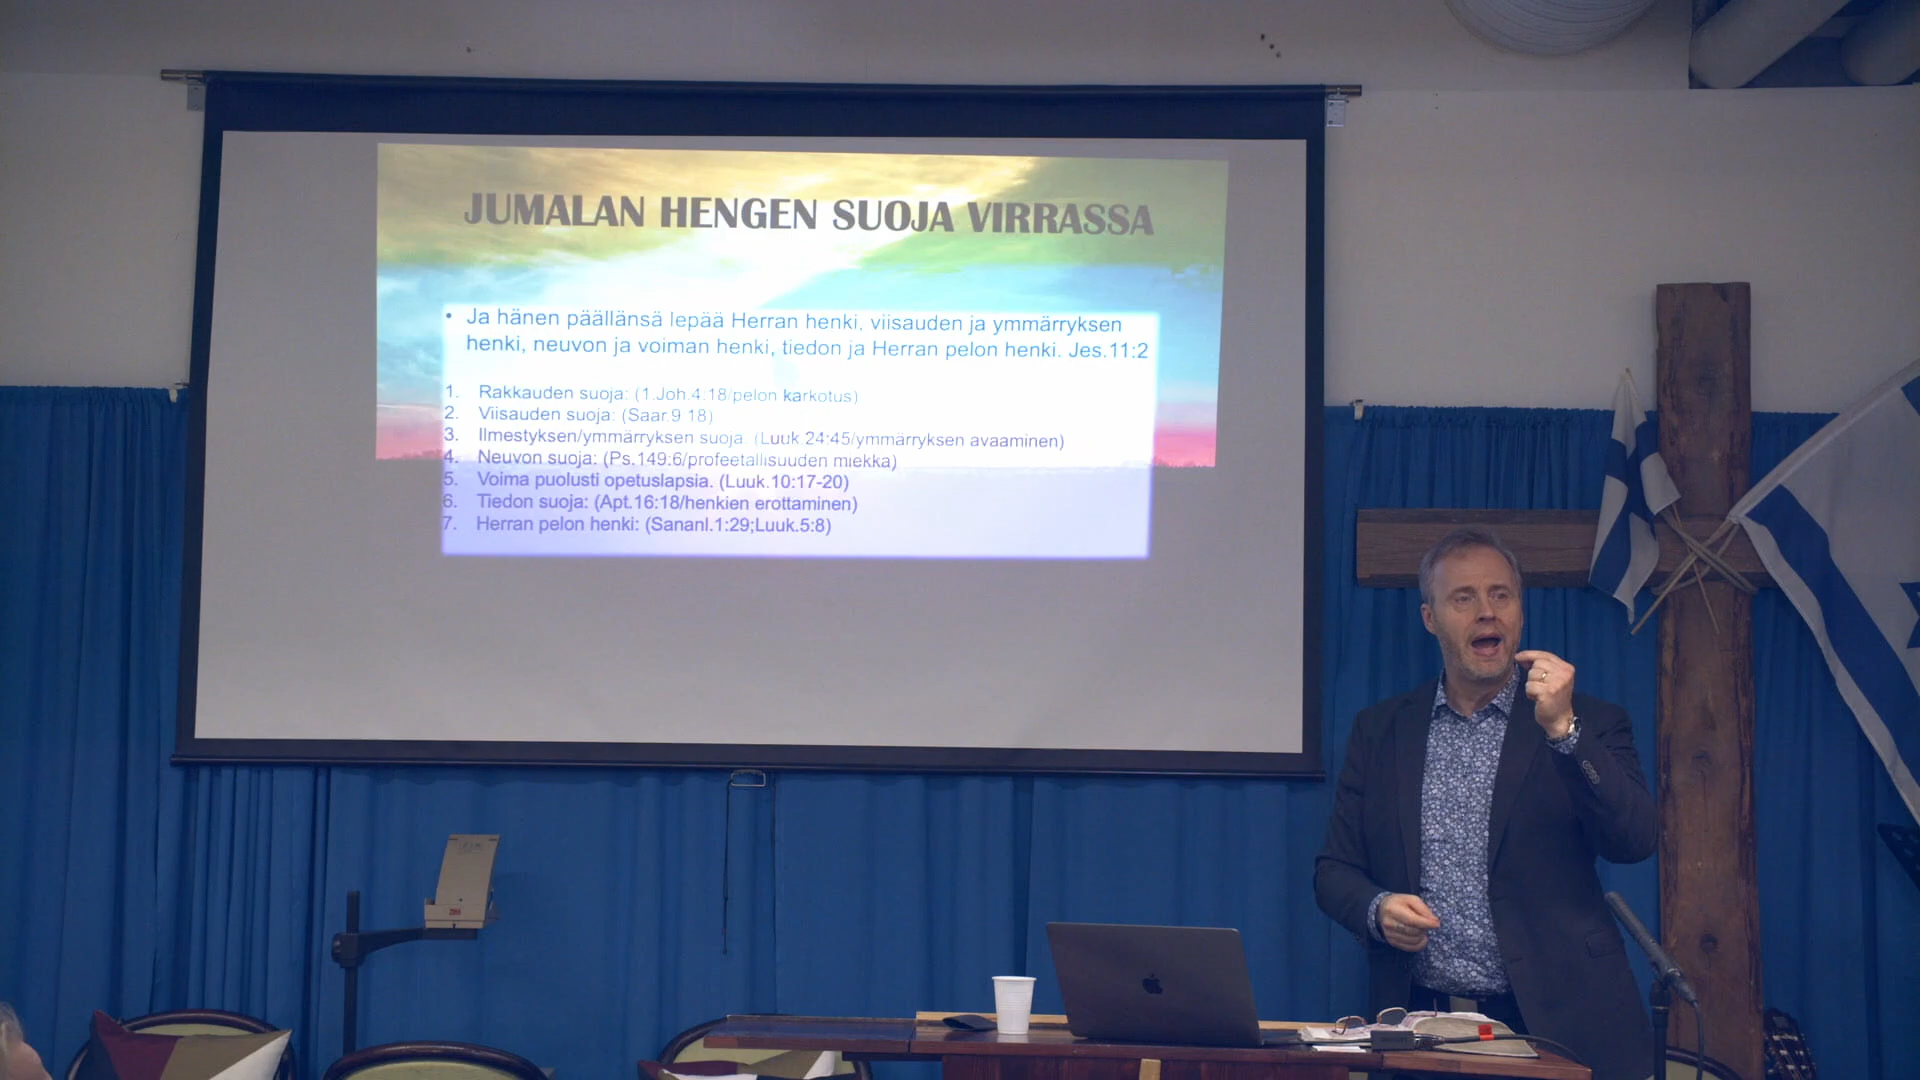 JUMALAN HENGEN SUOJA VIRRASSA
• Ja hänen päällänsä lepää Herran henki, viisauden ja ymmärryksen
henki, neuvon ja voiman henki, tiedon ja Herran pelon henki. Jes.11:2
1. Rakkauden suoja: (1.Joh.4:18/pelon karkotus)
2. Viisauden suoja: (Saar.9:18)
3. Ilmestyksen/ymmärryksen suoja: (Luuk.24:45/ymmärryksen avaaminen)
4. Neuvon suoja: (Ps.149:6/profeetallisuuden miekka)
5. Voima puolusti opetuslapsia. (Luuk.10:17-20)
6. Tiedon suoja: (Apt.16:18/henkien erottaminen)
7. Herran pelon henki: (Sananl.1:29;Luuk.5:8)